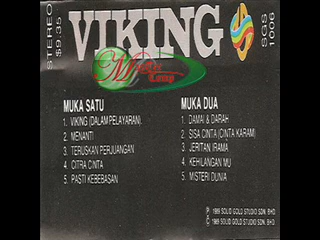 STEREO
$9.35
VIKING
SGS
1006
MUKA SATU
1. VIKING (DALAM PELAYARAN)
2. MENANTI
3. TERUSKAN PERJUANGAN
4. CITRA CINTA
5. PASTI KEBEBASAN
MUKA DUA
1. DAMAI & DARAH
2. SISA CINTA (CINTA KARAM)
3. JERITAN IRAMA
4. KEHILANGAN MU
5. MISTERI DUNIA
P 1989 SOLID GOLD STUDIO SDN. BHD.
C 1989 SOLID GOLD STUDIO SDN. BHD.